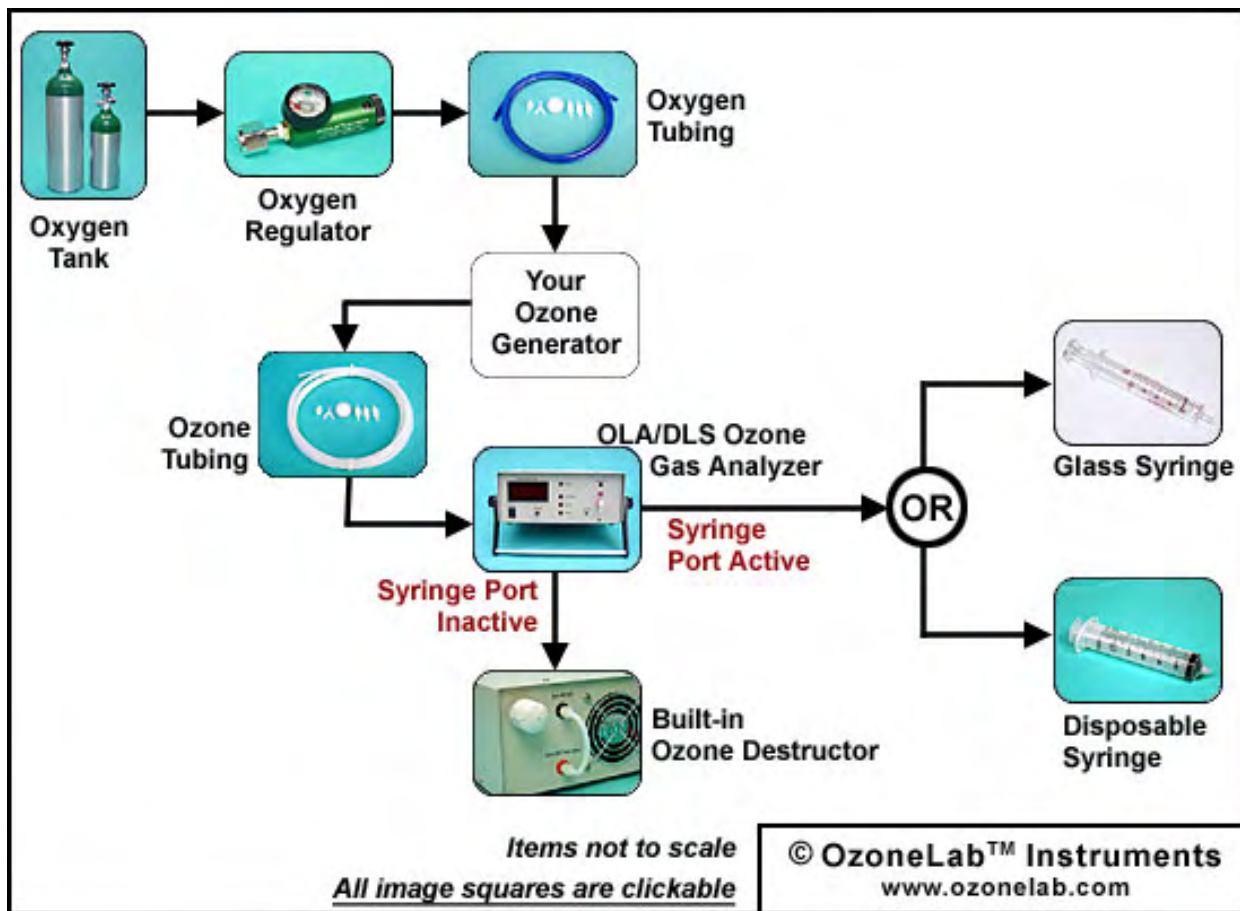 Oxygen
Tank
Oxygen
Regulator
Oxygen
Tubing
Your
Ozone
Generator
Ozone
Tubing
OLA/DLS Ozone
Gas Analyzer
Syringe
Port Active
Syringe Port
Inactive
OR
Glass Syringe
Disposable
Syringe
Built-in
Ozone Destructor
Items not to scale
All image squares are clickable
© OzoneLab™ Instruments
www.ozonelab.com